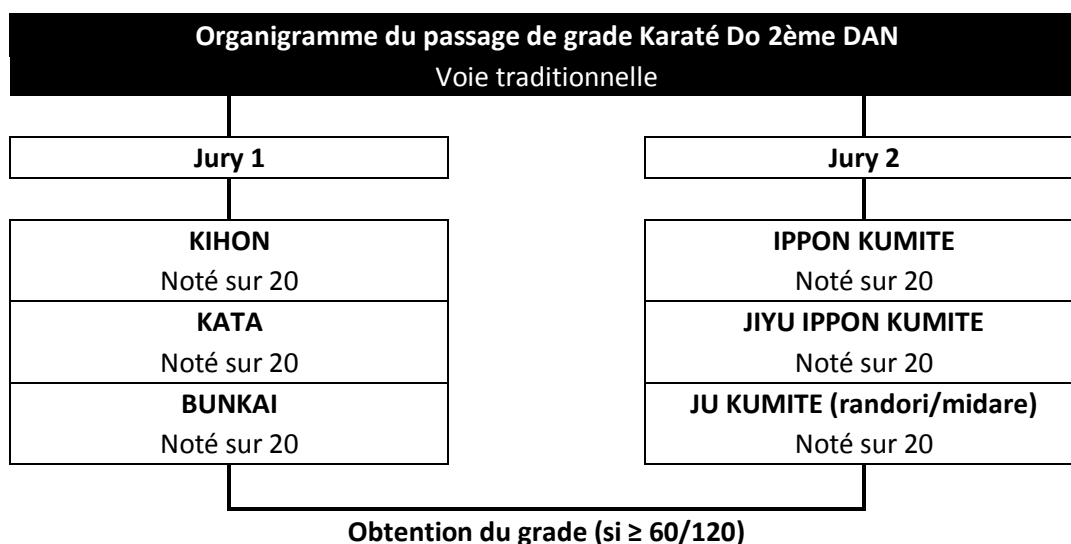 Organigramme du passage de grade Karaté Do 2ème DAN
Voie traditionnelle
Jury 1
KIHON
Noté sur 20
KATA
Noté sur 20
BUNKAI
Noté sur 20
Jury 2
IPPON KUMITE
Noté sur 20
JIYU IPPON KUMITE
Noté sur 20
JU KUMITE (randori/midare)
Noté sur 20
Obtention du grade (si ≥ 60/120)